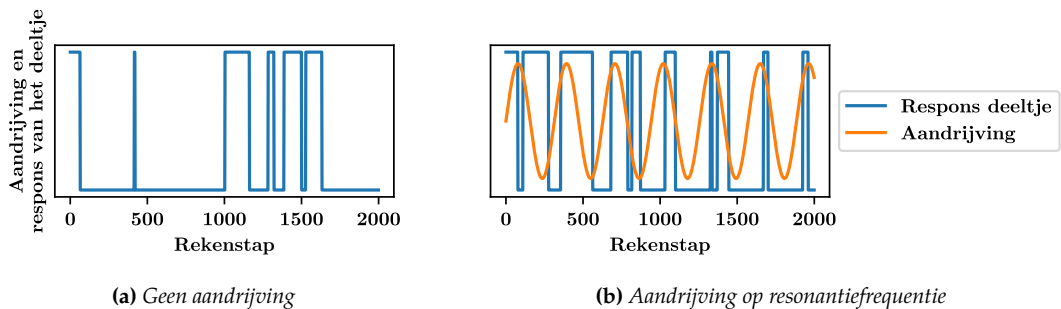 Aandrijving en
respons van het deeltje
0 500 1000 1500 2000
Rekenstap
(a) Geen aandrijving
0 500 1000 1500 2000
Rekenstap
(b) Aandrijving op resonantiefrequentie
Respons deeltje
Aandrijving